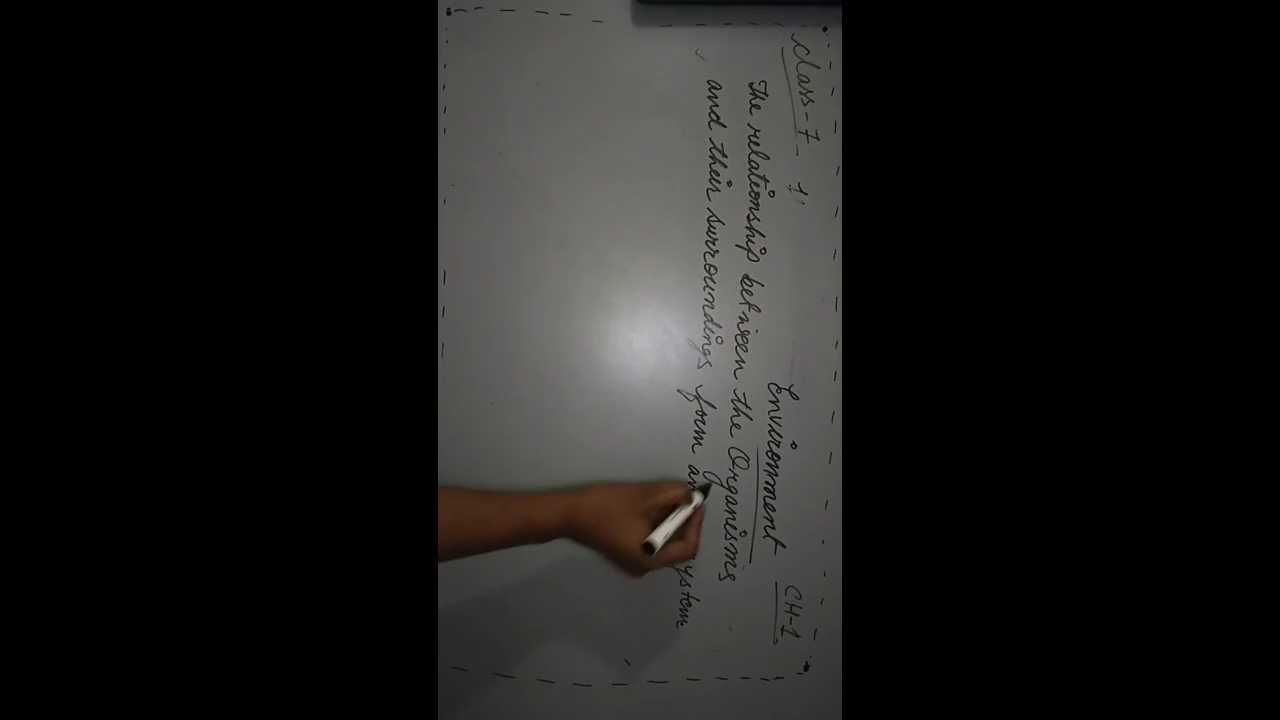 Class-7 1" Environment CH-1
The relationship between the Organisms
and their surroundings form